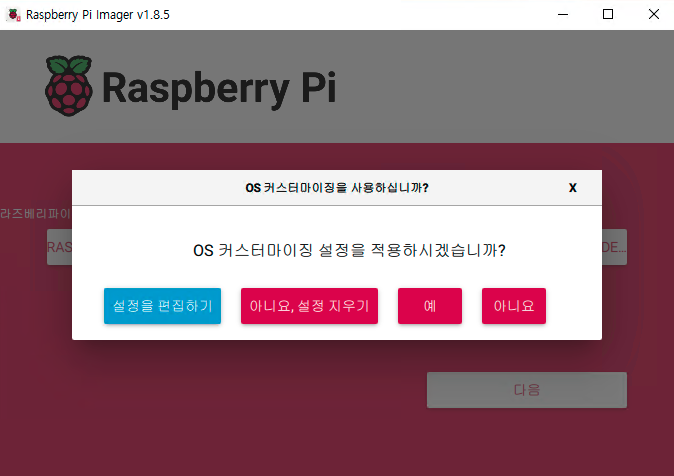 Raspberry Pi Imager v1.8.5
Raspberry Pi
OS 커스터마이징을 사용하십니까?
X
라즈베리파이
OS 커스터마이징 설정을 적용하시겠습니까?
RAS
DE...
설정을 편집하기
아니요, 설정 지우기
예
아니요
다음